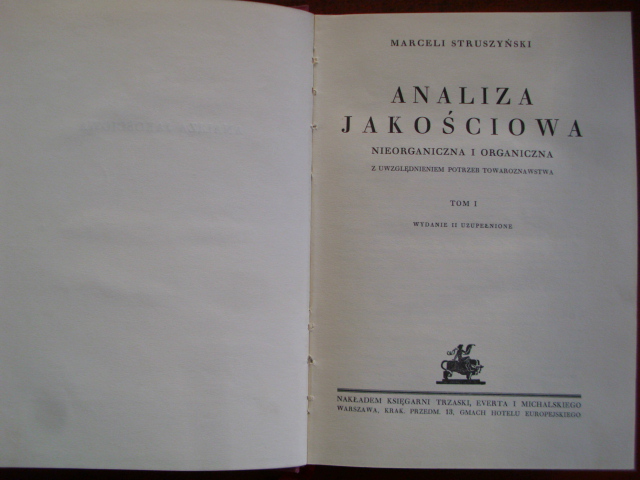 MARCELI STRUSZYŃSKI
ANALIZA
JAKOŚCIOWA
NIEORGANICZNA I ORGANICZNA
Z UWZGLĘDNIENIEM POTRZEB TOWAROZNAWSTWA
TOM I
WYDANIE II UZUPEŁNIONE
NAKŁADEM KSIĘGARNI TRZASKI, EVERTA I MICHALSKIEGO
WARSZAWA, KRAK. PRZEDM. 13, GMACH HOTELU EUROPEJSKIEGO